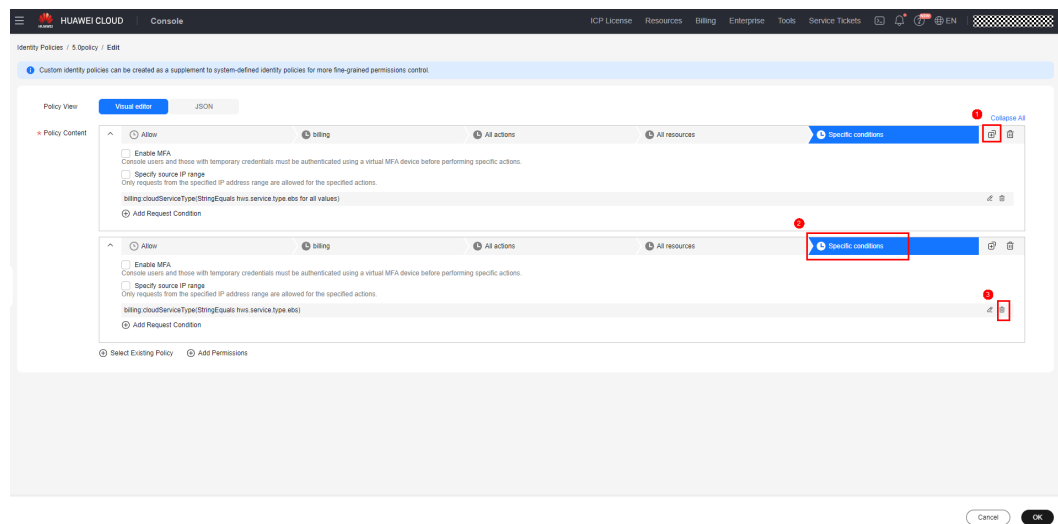 HUAWEI CLOUD Console ICP License Resources Billing Enterprise Tools Service Tickets EN
HUAWEI
Identity Policies / 5.0policy / Edit
Custom identity policies can be created as a supplement to system-defined identity policies for more fine-grained permissions control.
Policy View Visual editor JSON
1
Collapse All
* Policy Content Allow billing All actions All resources Specific conditions
Enable MFA
Console users and those with temporary credentials must be authenticated using a virtual MFA device before performing specific actions.
Specify source IP range
Only requests from the specified IP address range are allowed for the specified actions.
billing:cloudServiceType(StringEquals hws.service.type.ebs for all values)
Add Request Condition
2
Allow billing All actions All resources Specific conditions
Enable MFA
Console users and those with temporary credentials must be authenticated using a virtual MFA device before performing specific actions.
Specify source IP range
Only requests from the specified IP address range are allowed for the specified actions.
3
billing:cloudServiceType(StringEquals hws.service.type.ebs)
Add Request Condition
Select Existing Policy Add Permissions
Cancel OK